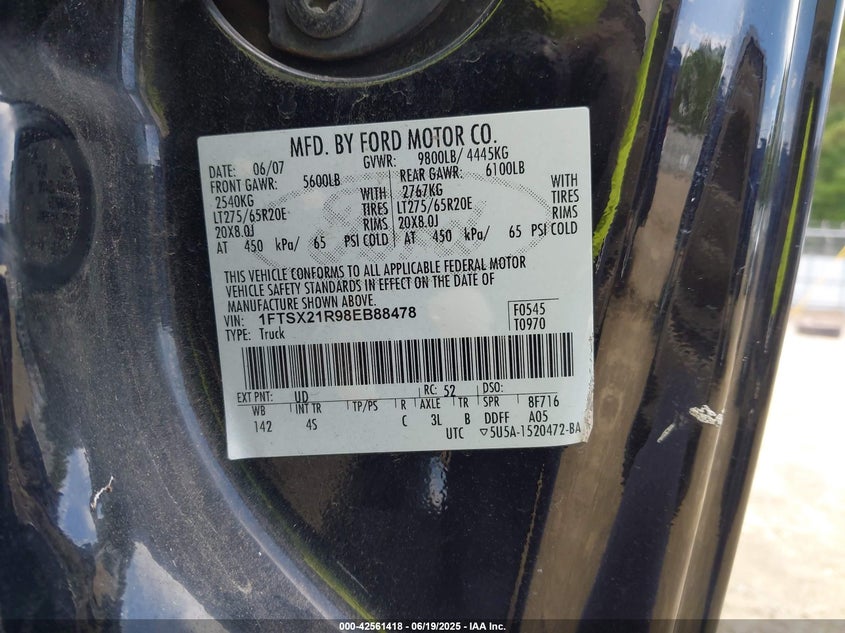 MFD. BY FORD MOTOR CO.
DATE: 06/07 GVWR: 9800LB/ 4445KG
FRONT GAWR: 5600LB REAR GAWR: 6100LB
2540KG WITH 2767KG WITH
LT275/65R20E TIRES LT275/65R20E TIRES
20X8.0J RIMS 20X8.0J RIMS
AT 450 kPa/ 65 PSI COLD AT 450 kPa/ 65 PSI COLD
THIS VEHICLE CONFORMS TO ALL APPLICABLE FEDERAL MOTOR
VEHICLE SAFETY STANDARDS IN EFFECT ON THE DATE OF
MANUFACTURE SHOWN ABOVE.
VIN: 1FTSX21R98EB88478 F0545
TYPE: Truck T0970
EXT PNT: UD RC: 52 DSO:
WB INT TR TP/PS R AXLE TR SPR 8F716
142 4S C 3L B DDFF A05
UTC ▽5U5A-1520472-BA
000-42561418 - 06/19/2025 - IAA Inc.